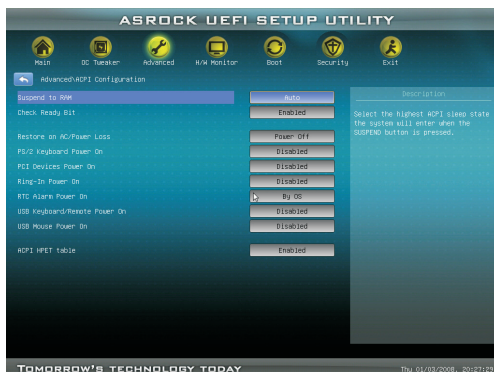 ASROCK UEFI SETUP UTILITY
Main OC Tweaker Advanced H/W Monitor Boot Security Exit
Advanced\ACPI Configuration
Description
Suspend to RAM Auto
Check Ready Bit Enabled
Select the highest ACPI sleep state
the system will enter when the
SUSPEND button is pressed.
Restore on AC/Power Loss Power Off
PS/2 Keyboard Power On Disabled
PCI Devices Power On Disabled
Ring-In Power On Disabled
RTC Alarm Power On By OS
USB Keyboard/Remote Power On Disabled
USB Mouse Power On Disabled
ACPI HPET table Enabled
TOMORROW'S TECHNOLOGY TODAY
Thu 01/03/2008, 20:27:29